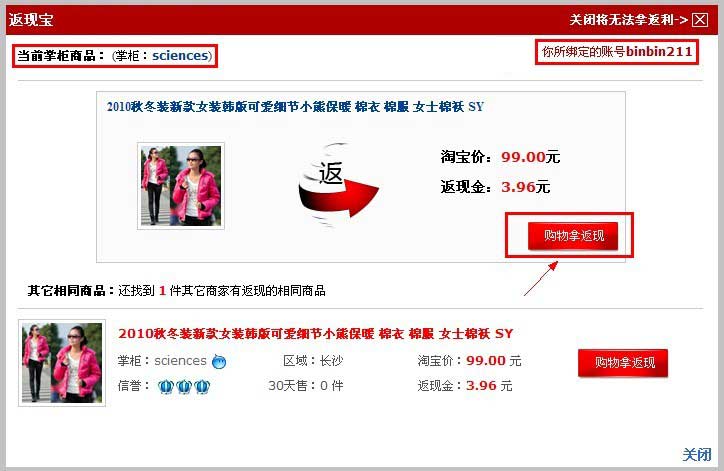 返现宝
关闭将无法拿返利->
当前掌柜商品：(掌柜：sciences)
你所绑定的账号binbin211
2010秋冬装新款女装韩版可爱细节小熊保暖 棉衣 棉服 女士棉袄 SY
返
淘宝价：99.00元
返现金：3.96元
购物拿返现
其它相同商品：还找到 1 件其它商家有返现的相同商品
2010秋冬装新款女装韩版可爱细节小熊保暖 棉衣 棉服 女士棉袄 SY
掌柜：sciences 区域：长沙 淘宝价：99.00 元
购物拿返现
信誉： 30天售：0 件 返现金：3.96 元
关闭